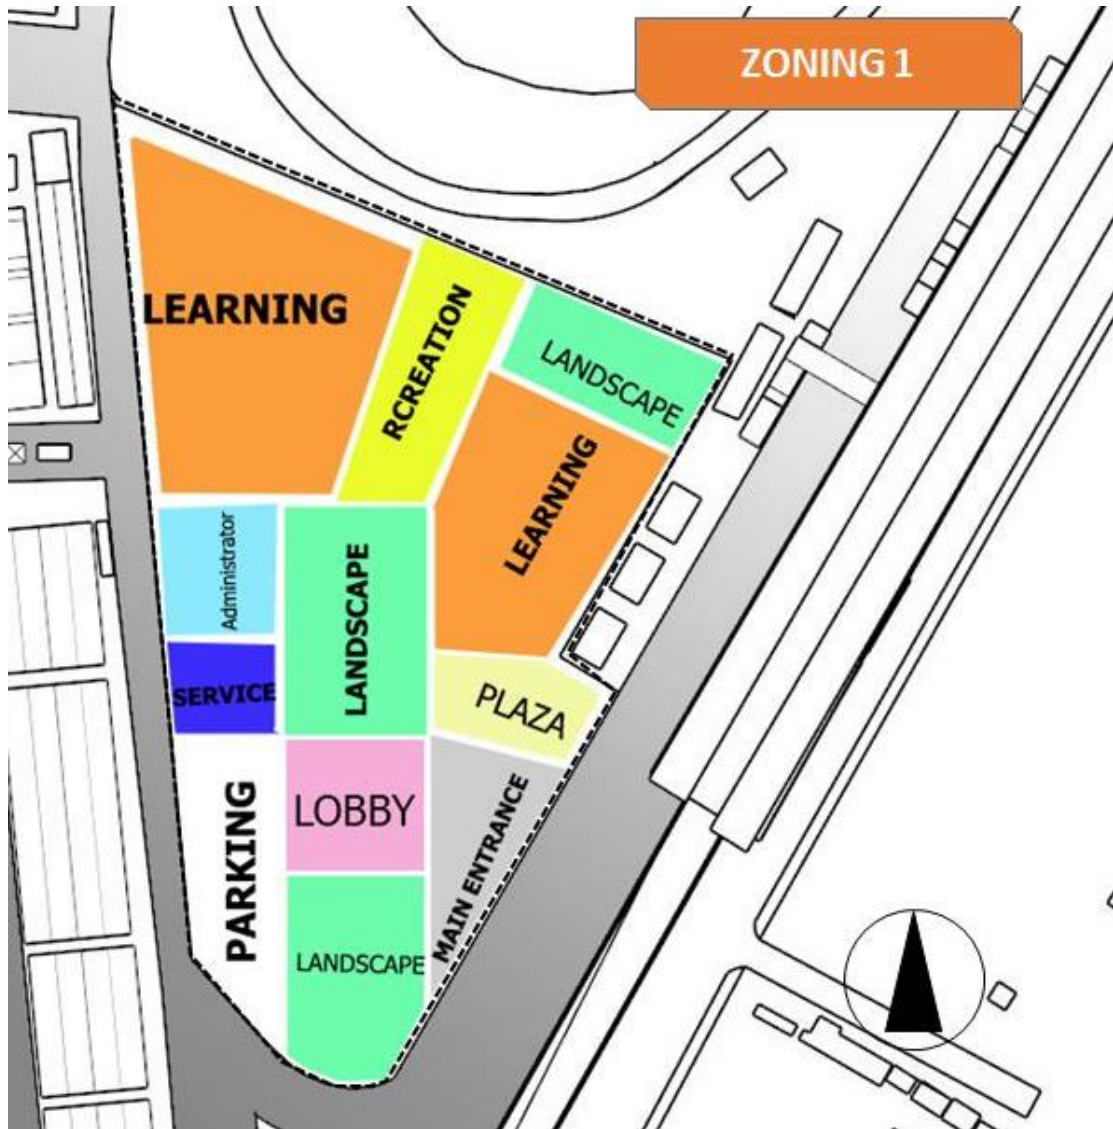 ZONING 1
LEARNING
RCREATION
LANDSCAPE
LEARNING
Administrator
LANDSCAPE
SERVICE
PLAZA
LOBBY
PARKING
MAIN ENTRANCE
LANDSCAPE